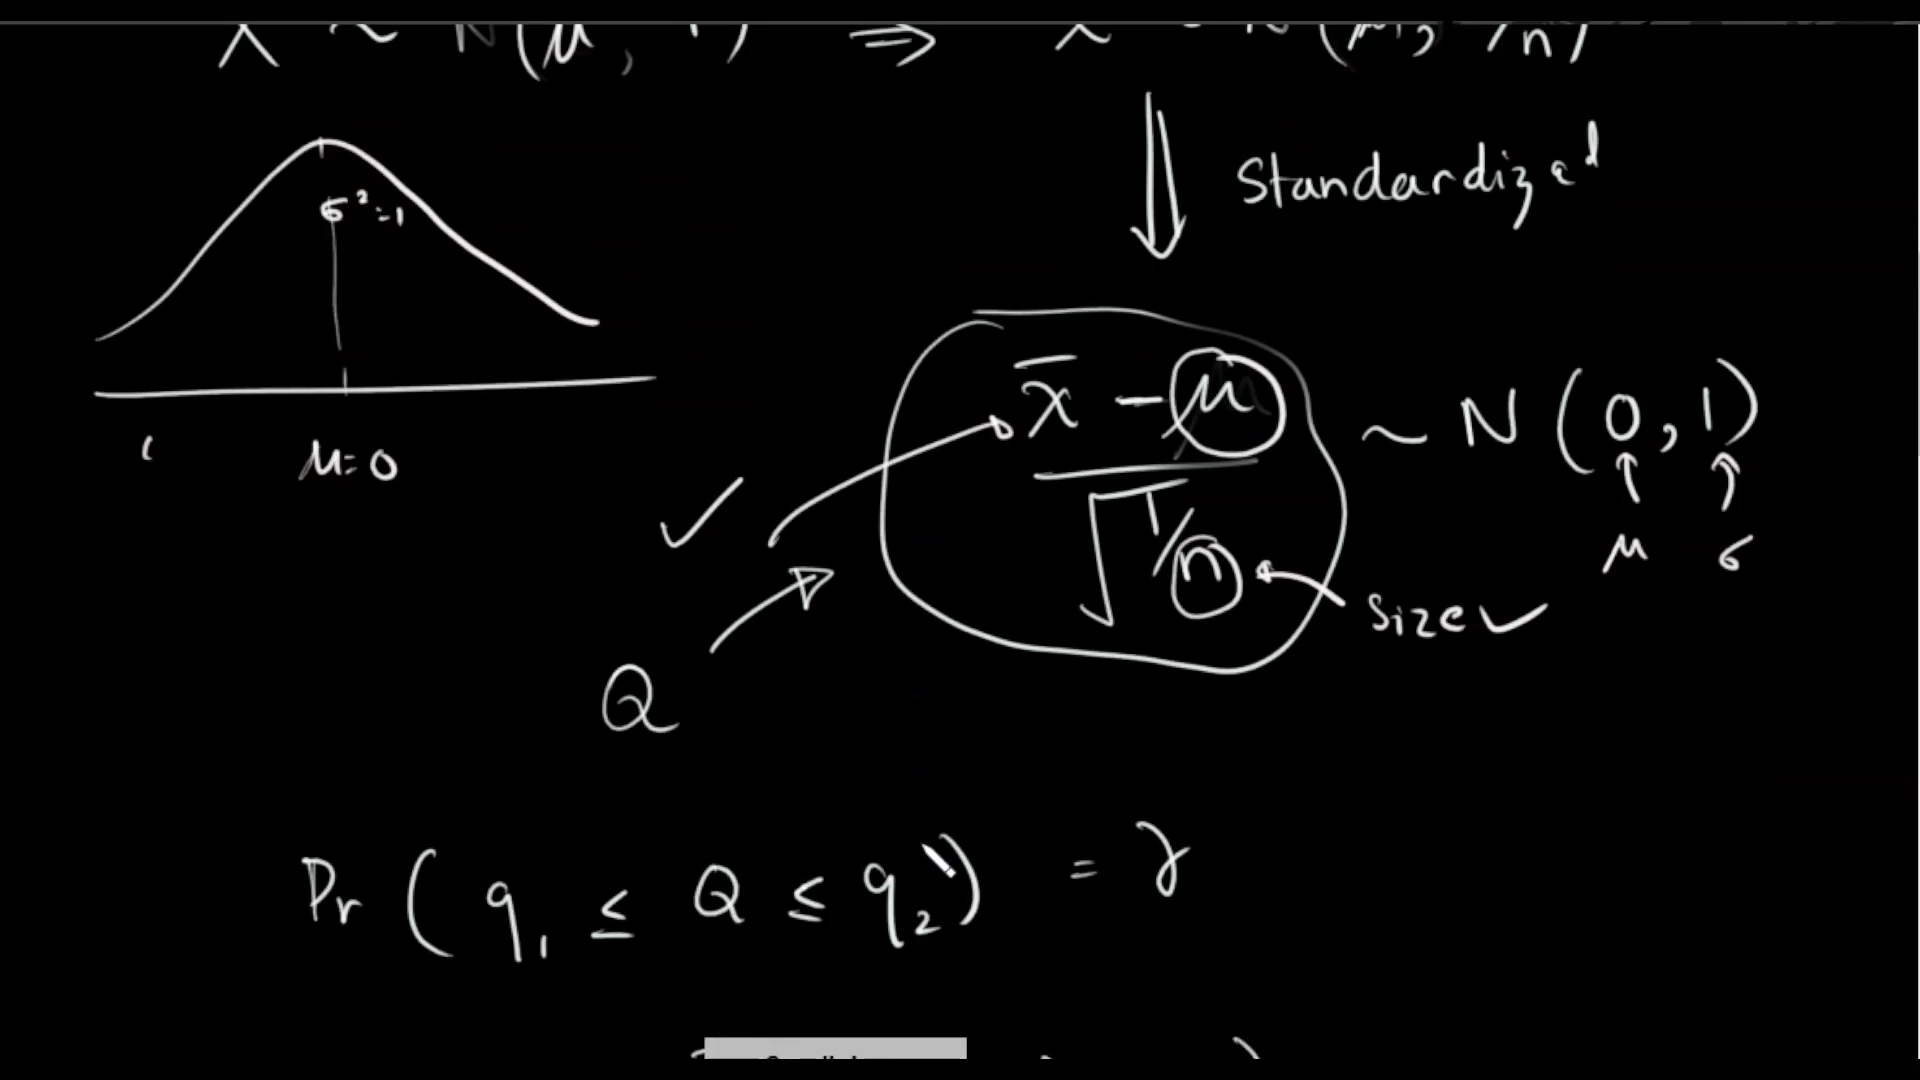 X ~ N(μ, 1) ⇒ x̄ ~ N(μ, 1/n)
Standardized
σ² = 1
μ = 0
x̄ - μ / √(1/n) ~ N(0, 1)
μ σ
size ✓
✓
Q
Pr(q₁ ≤ Q ≤ q₂) = γ